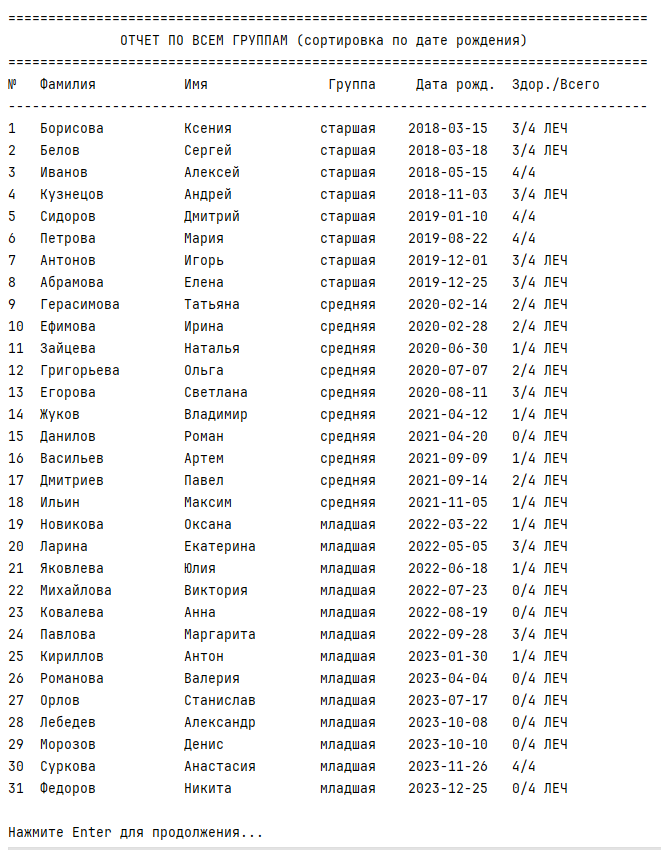 ================================================================================
ОТЧЕТ ПО ВСЕМ ГРУППАМ (сортировка по дате рождения)
================================================================================
№ Фамилия Имя Группа Дата рожд. Здор./Всего
--------------------------------------------------------------------------------
1 Борисова Ксения старшая 2018-03-15 3/4 ЛЕЧ
2 Белов Сергей старшая 2018-03-18 3/4 ЛЕЧ
3 Иванов Алексей старшая 2018-05-15 4/4
4 Кузнецов Андрей старшая 2018-11-03 3/4 ЛЕЧ
5 Сидоров Дмитрий старшая 2019-01-10 4/4
6 Петрова Мария старшая 2019-08-22 4/4
7 Антонов Игорь старшая 2019-12-01 3/4 ЛЕЧ
8 Абрамова Елена старшая 2019-12-25 3/4 ЛЕЧ
9 Герасимова Татьяна средняя 2020-02-14 2/4 ЛЕЧ
10 Ефимова Ирина средняя 2020-02-28 2/4 ЛЕЧ
11 Зайцева Наталья средняя 2020-06-30 1/4 ЛЕЧ
12 Григорьева Ольга средняя 2020-07-07 2/4 ЛЕЧ
13 Егорова Светлана средняя 2020-08-11 3/4 ЛЕЧ
14 Жуков Владимир средняя 2021-04-12 1/4 ЛЕЧ
15 Данилов Роман средняя 2021-04-20 0/4 ЛЕЧ
16 Васильев Артем средняя 2021-09-09 1/4 ЛЕЧ
17 Дмитриев Павел средняя 2021-09-14 2/4 ЛЕЧ
18 Ильин Максим средняя 2021-11-05 1/4 ЛЕЧ
19 Новикова Оксана младшая 2022-03-22 1/4 ЛЕЧ
20 Ларина Екатерина младшая 2022-05-05 3/4 ЛЕЧ
21 Яковлева Юлия младшая 2022-06-18 1/4 ЛЕЧ
22 Михайлова Виктория младшая 2022-07-23 0/4 ЛЕЧ
23 Ковалева Анна младшая 2022-08-19 0/4 ЛЕЧ
24 Павлова Маргарита младшая 2022-09-28 3/4 ЛЕЧ
25 Кириллов Антон младшая 2023-01-30 1/4 ЛЕЧ
26 Романова Валерия младшая 2023-04-04 0/4 ЛЕЧ
27 Орлов Станислав младшая 2023-07-17 0/4 ЛЕЧ
28 Лебедев Александр младшая 2023-10-08 0/4 ЛЕЧ
29 Морозов Денис младшая 2023-10-10 0/4 ЛЕЧ
30 Суркова Анастасия младшая 2023-11-26 4/4
31 Федоров Никита младшая 2023-12-25 0/4 ЛЕЧ
Нажмите Enter для продолжения...